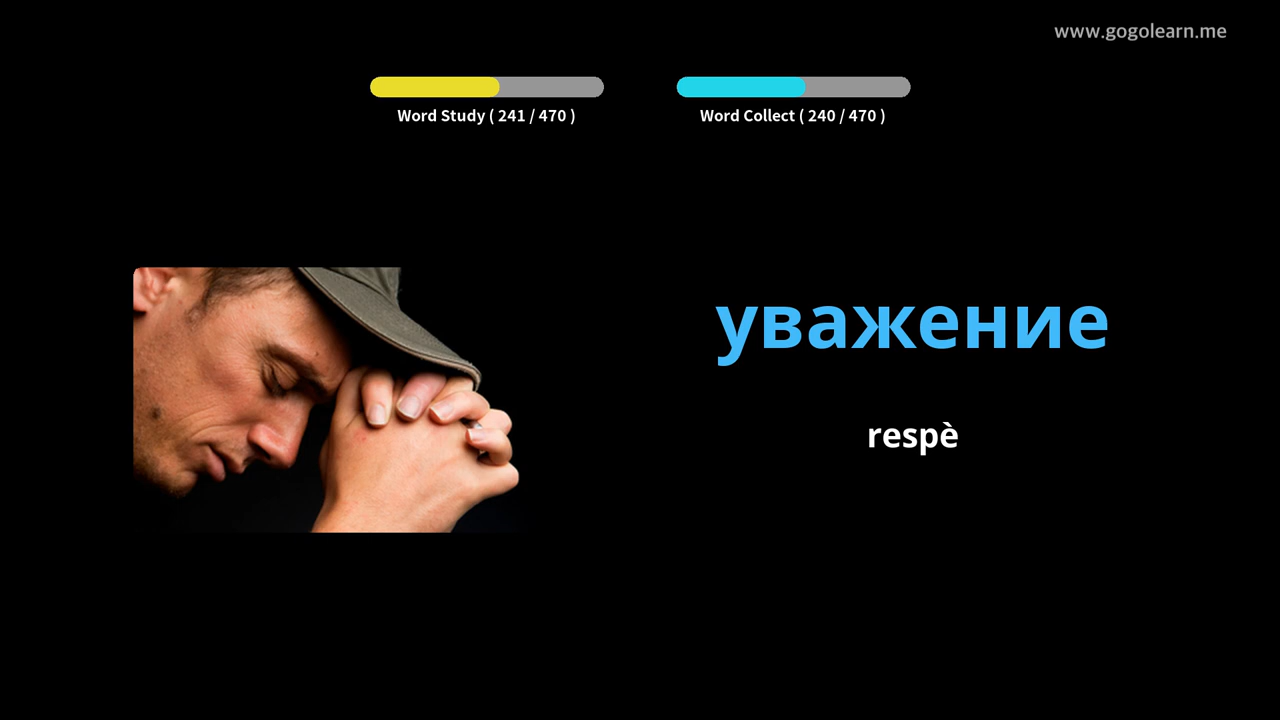 www.gogolearn.me
Word Study ( 241 / 470 )
Word Collect ( 240 / 470 )
уважение
respè